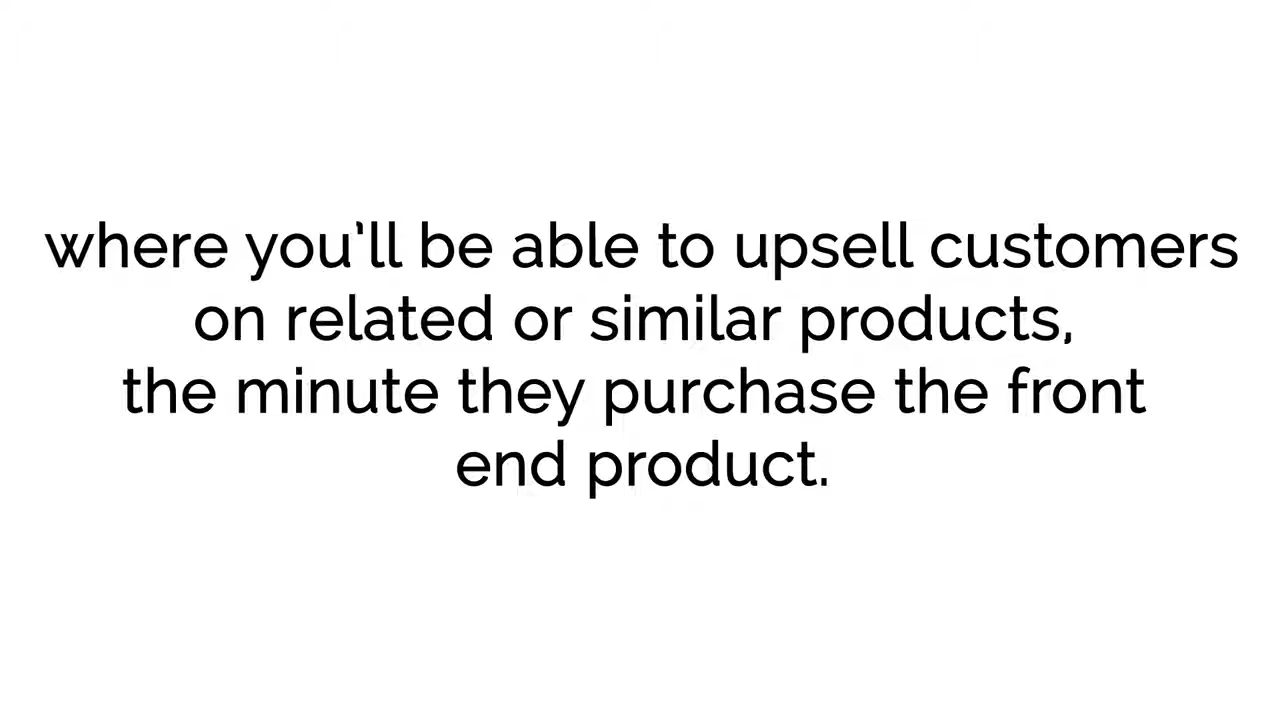 where you'll be able to upsell customers
on related or similar products,
the minute they purchase the front
end product.